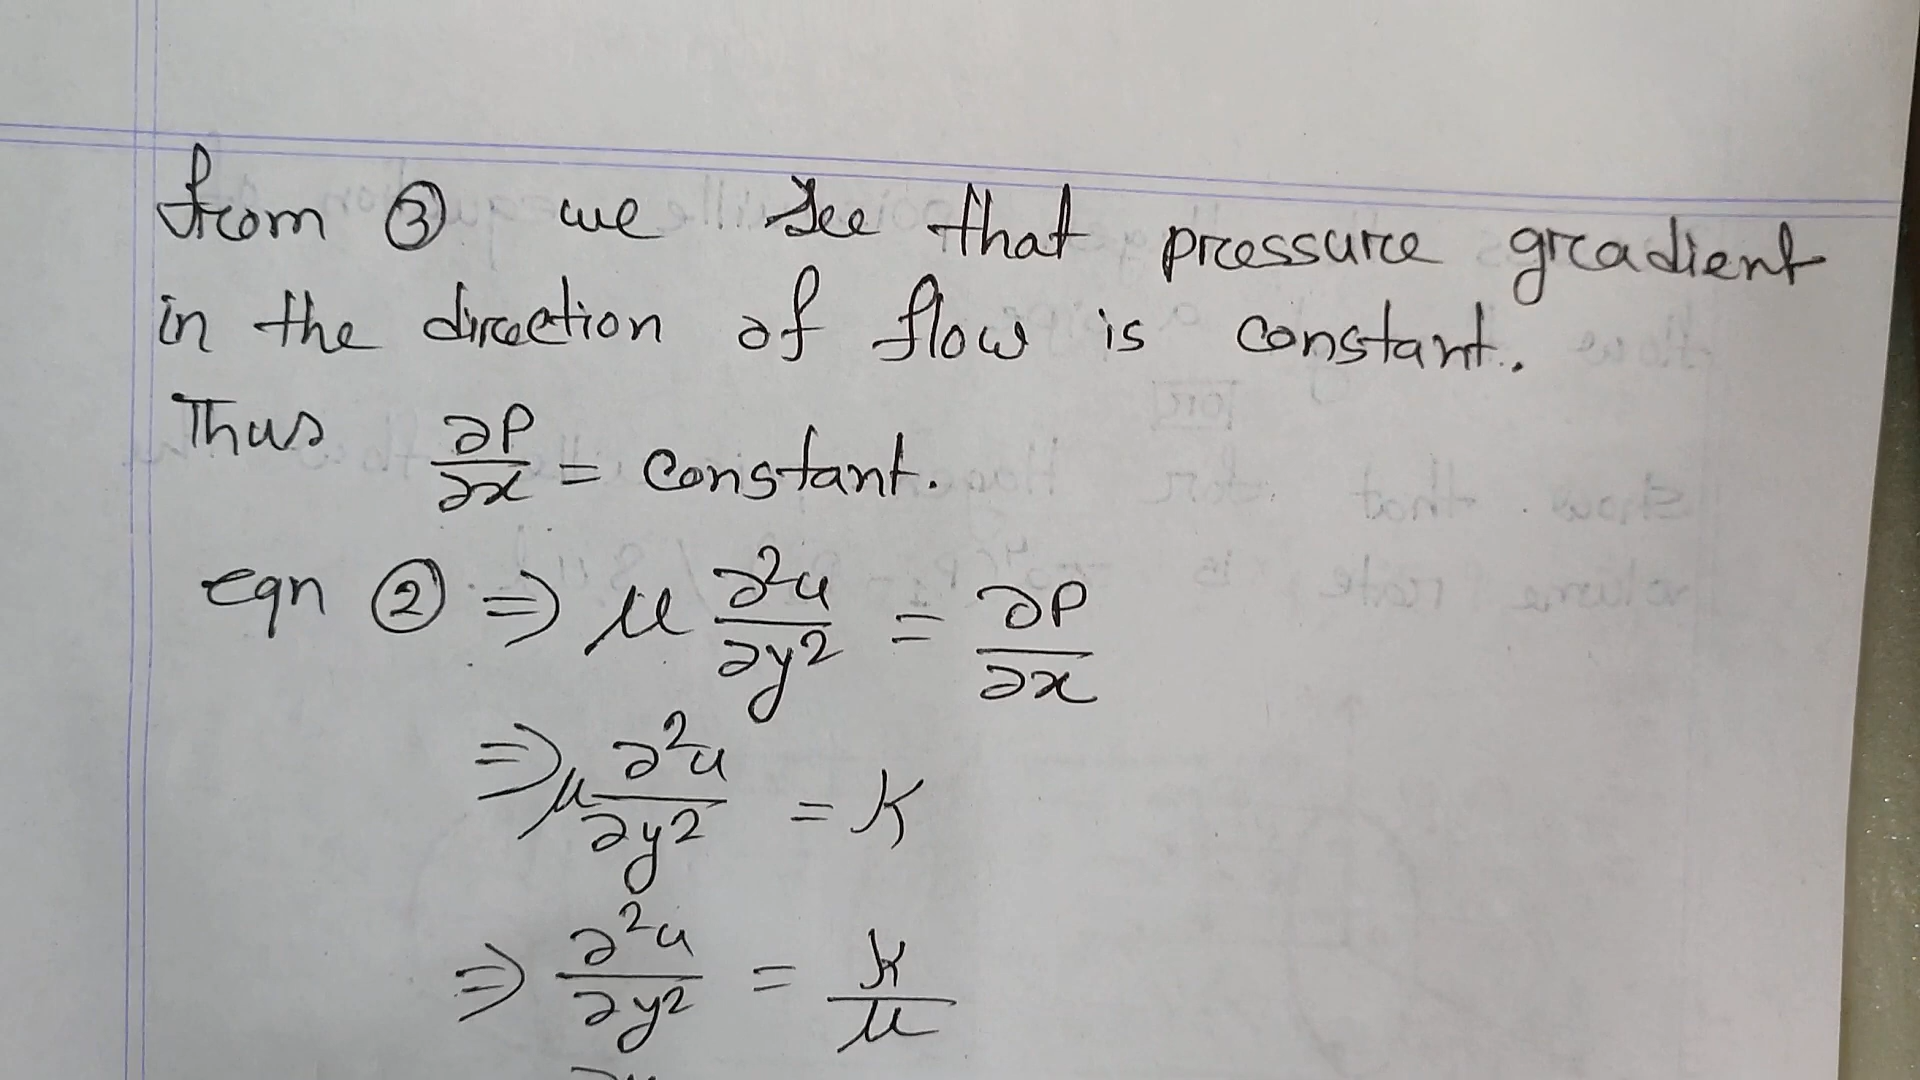 from ③ we see that pressure gradient
in the direction of flow is constant.
Thus ∂P/∂x = constant.
eqn ② ⇒ μ ∂²u/∂y² = ∂P/∂x
⇒ μ ∂²u/∂y² = K
⇒ ∂²u/∂y² = K/μ